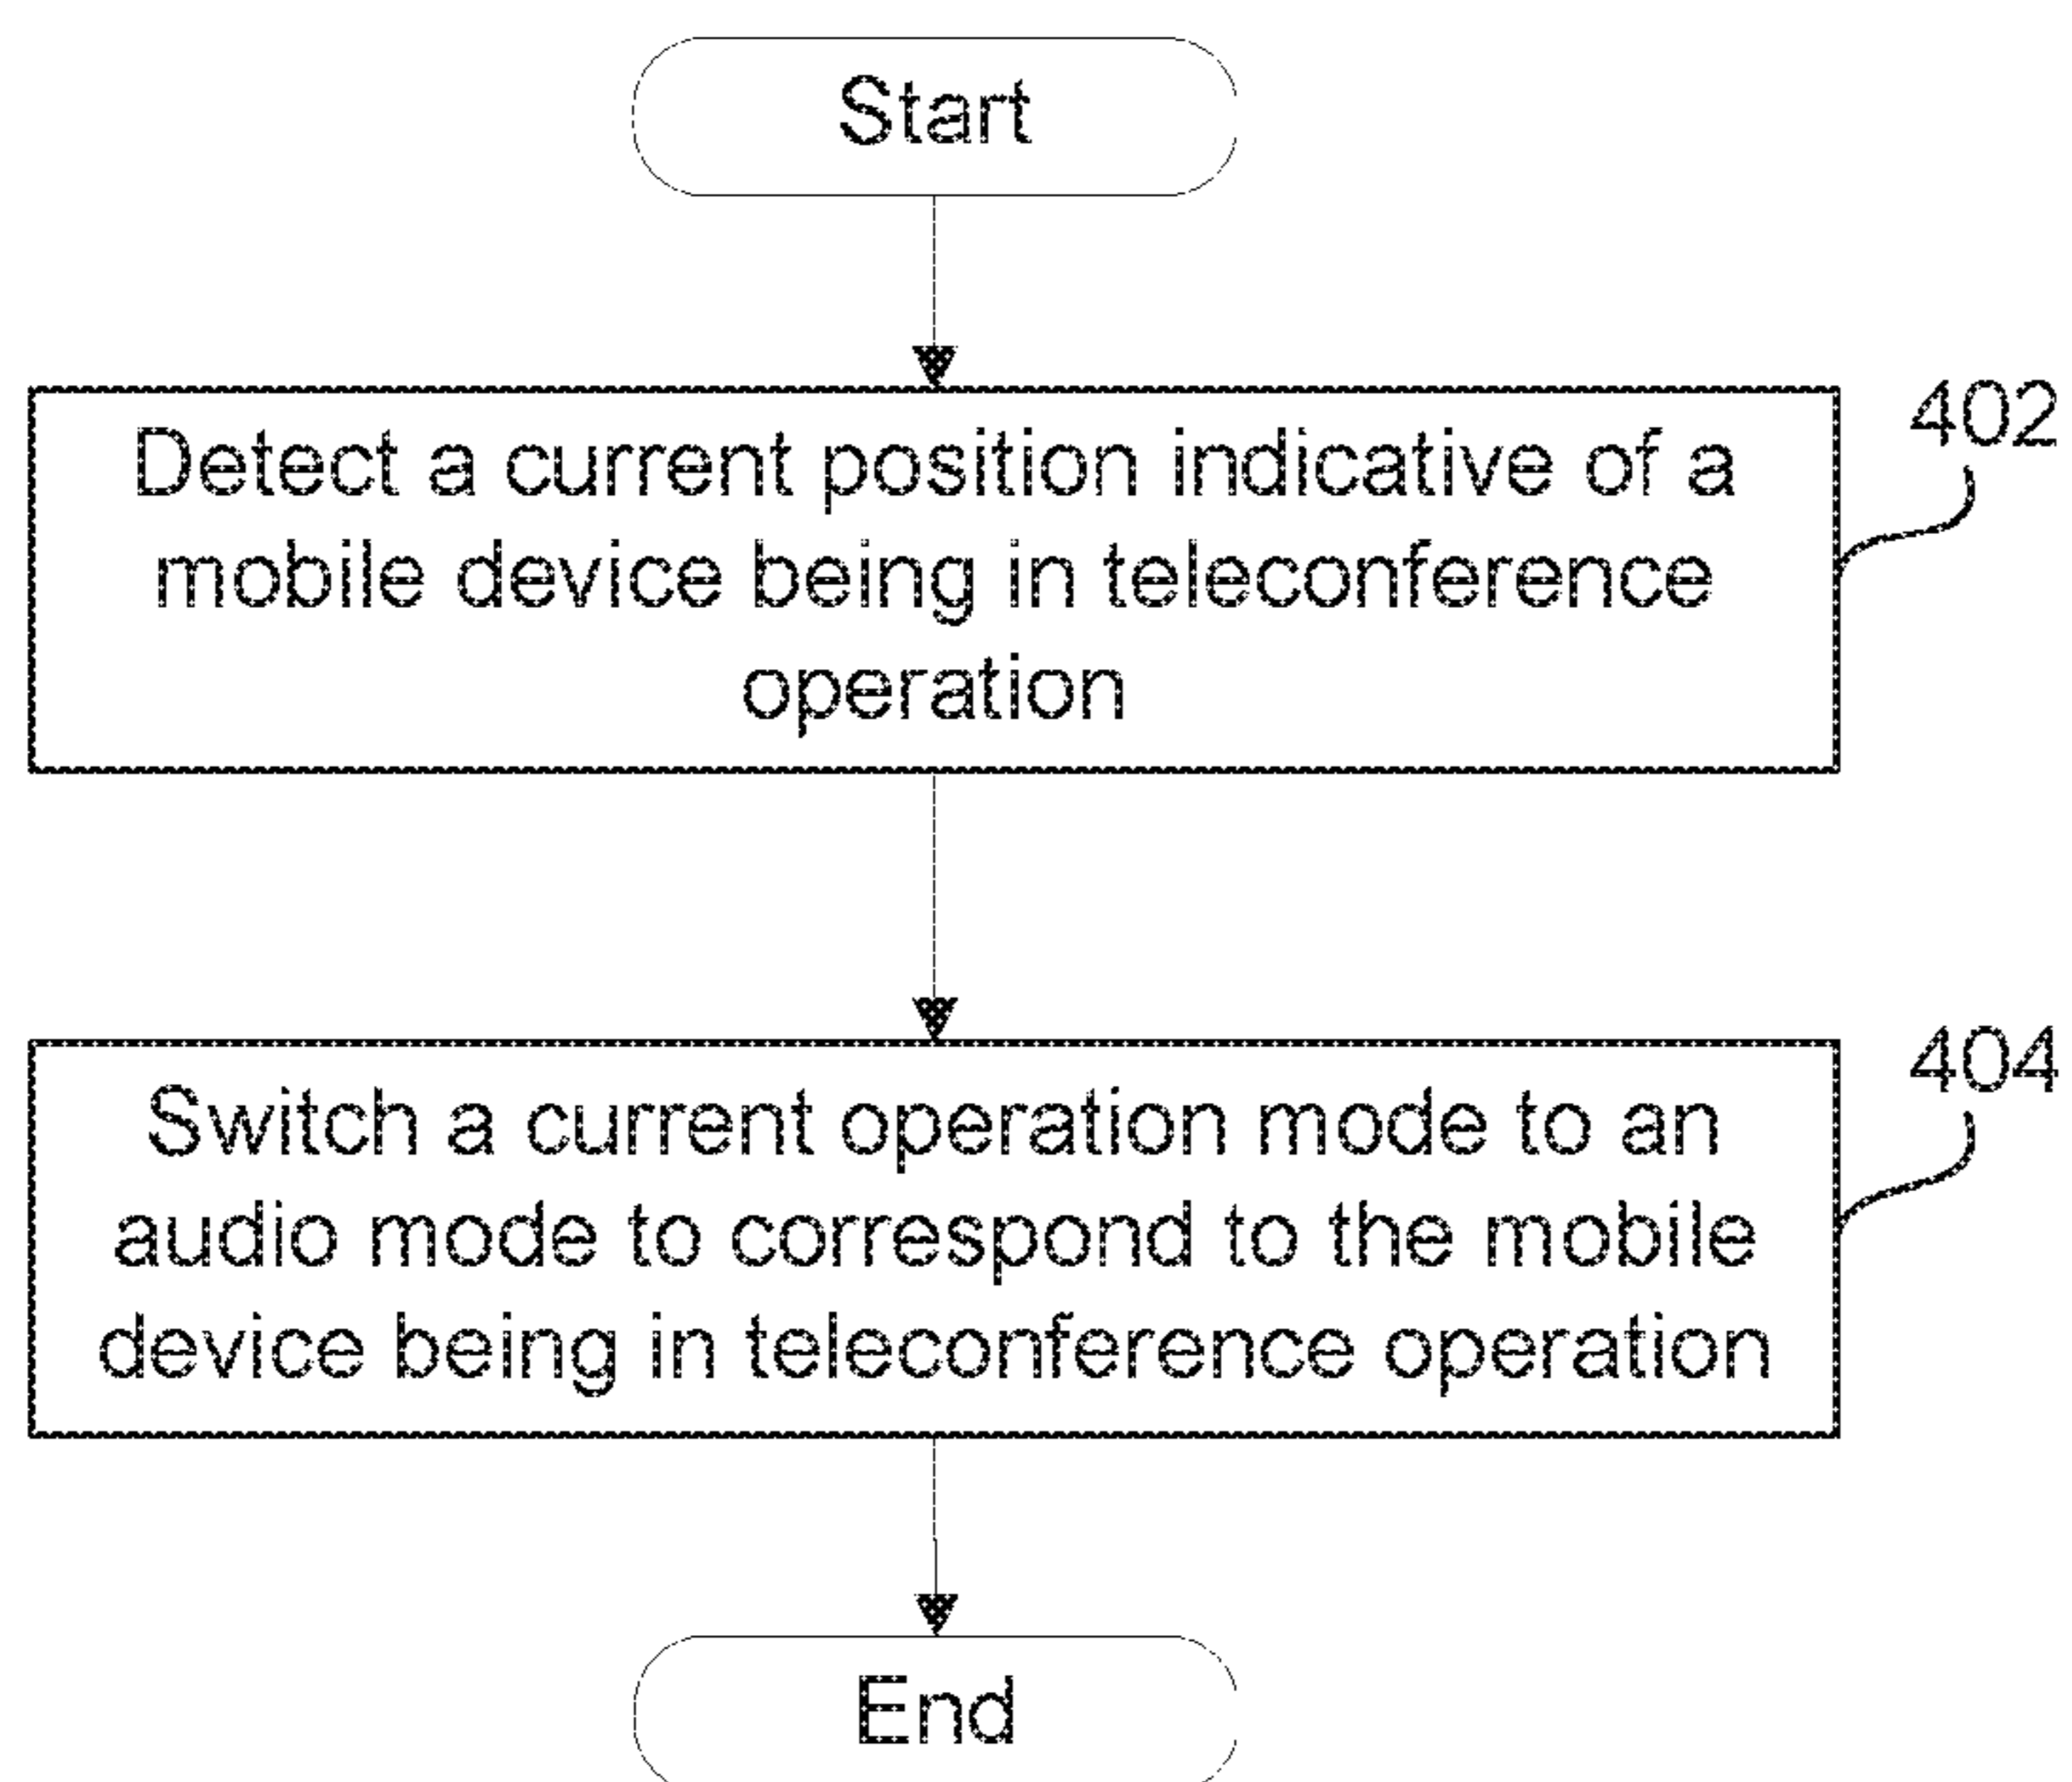 Start
402
Detect a current position indicative of a
mobile device being in teleconference
operation
404
Switch a current operation mode to an
audio mode to correspond to the mobile
device being in teleconference operation
End